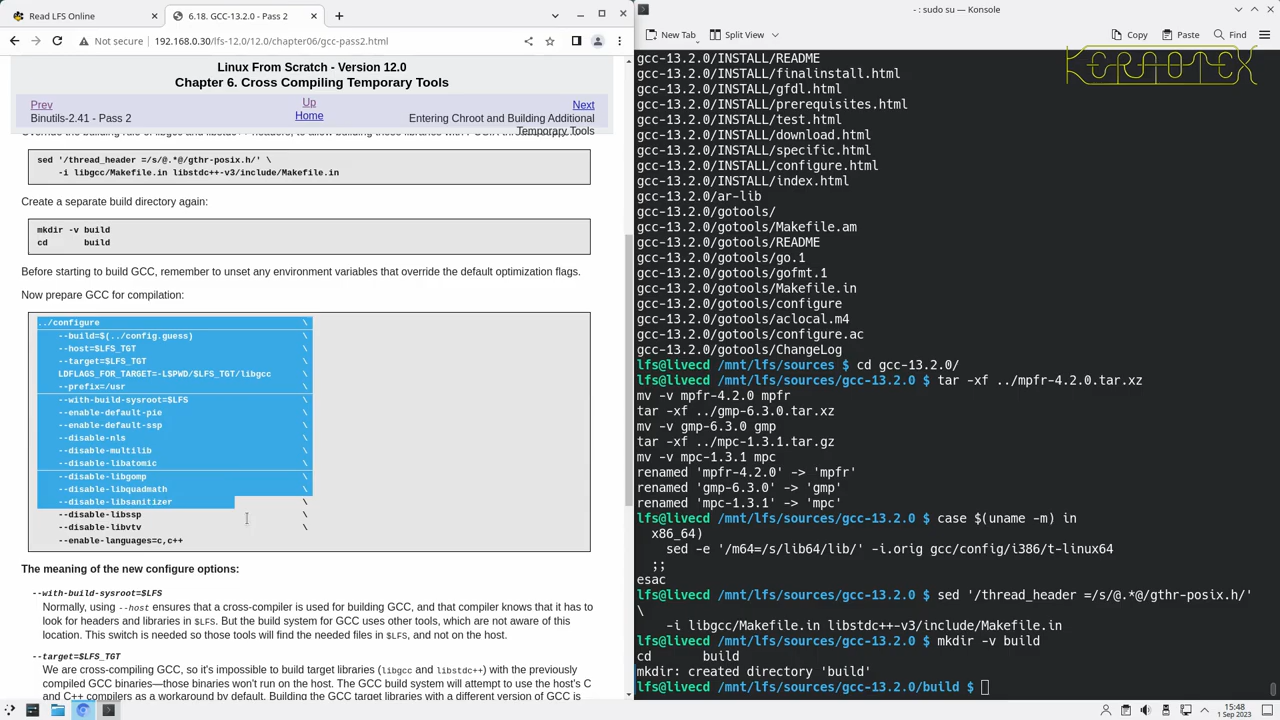 Read LFS Online
6.18. GCC-13.2.0 - Pass 2
Not secure
192.168.0.30/lfs-12.0/12.0/chapter06/gcc-pass2.html
Linux From Scratch - Version 12.0
Chapter 6. Cross Compiling Temporary Tools
Prev
Up
Next
Binutils-2.41 - Pass 2
Home
Entering Chroot and Building Additional
Temporary Tools
sed '/thread_header =/s/@.*@/gthr-posix.h/' \
-i libgcc/Makefile.in libstdc++-v3/include/Makefile.in
Create a separate build directory again:
mkdir -v build
cd build
Before starting to build GCC, remember to unset any environment variables that override the default optimization flags.
Now prepare GCC for compilation:
../configure \
--build=$(../config.guess) \
--host=$LFS_TGT \
--target=$LFS_TGT \
LDFLAGS_FOR_TARGET=-L$PWD/$LFS_TGT/libgcc \
--prefix=/usr \
--with-build-sysroot=$LFS \
--enable-default-pie \
--enable-default-ssp \
--disable-nls \
--disable-multilib \
--disable-libatomic \
--disable-libgomp \
--disable-libquadmath \
--disable-libsanitizer \
--disable-libssp \
--disable-libvtv \
--enable-languages=c,c++
The meaning of the new configure options:
--with-build-sysroot=$LFS
Normally, using --host ensures that a cross-compiler is used for building GCC, and that compiler knows that it has to
look for headers and libraries in $LFS. But the build system for GCC uses other tools, which are not aware of this
location. This switch is needed so those tools will find the needed files in $LFS, and not on the host.
--target=$LFS_TGT
We are cross-compiling GCC, so it's impossible to build target libraries (libgcc and libstdc++) with the previously
compiled GCC binaries—those binaries won't run on the host. The GCC build system will attempt to use the host's C
and C++ compilers as a workaround by default. Building the GCC target libraries with a different version of GCC is
- : sudo su — Konsole
New Tab
Split View
Copy
Paste
Find
KERNOTEX
gcc-13.2.0/INSTALL/README
gcc-13.2.0/INSTALL/finalinstall.html
gcc-13.2.0/INSTALL/gfdl.html
gcc-13.2.0/INSTALL/prerequisites.html
gcc-13.2.0/INSTALL/test.html
gcc-13.2.0/INSTALL/download.html
gcc-13.2.0/INSTALL/specific.html
gcc-13.2.0/INSTALL/configure.html
gcc-13.2.0/INSTALL/index.html
gcc-13.2.0/ar-lib
gcc-13.2.0/gotools/
gcc-13.2.0/gotools/Makefile.am
gcc-13.2.0/gotools/README
gcc-13.2.0/gotools/go.1
gcc-13.2.0/gotools/gofmt.1
gcc-13.2.0/gotools/Makefile.in
gcc-13.2.0/gotools/configure
gcc-13.2.0/gotools/aclocal.m4
gcc-13.2.0/gotools/configure.ac
gcc-13.2.0/gotools/ChangeLog
lfs@livecd /mnt/lfs/sources $ cd gcc-13.2.0/
lfs@livecd /mnt/lfs/sources/gcc-13.2.0 $ tar -xf ../mpfr-4.2.0.tar.xz
mv -v mpfr-4.2.0 mpfr
tar -xf ../gmp-6.3.0.tar.xz
mv -v gmp-6.3.0 gmp
tar -xf ../mpc-1.3.1.tar.gz
mv -v mpc-1.3.1 mpc
renamed 'mpfr-4.2.0' -> 'mpfr'
renamed 'gmp-6.3.0' -> 'gmp'
renamed 'mpc-1.3.1' -> 'mpc'
lfs@livecd /mnt/lfs/sources/gcc-13.2.0 $ case $(uname -m) in
x86_64)
sed -e '/m64=/s/lib64/lib/' -i.orig gcc/config/i386/t-linux64
;;
esac
lfs@livecd /mnt/lfs/sources/gcc-13.2.0 $ sed '/thread_header =/s/@.*@/gthr-posix.h/'
\
-i libgcc/Makefile.in libstdc++-v3/include/Makefile.in
lfs@livecd /mnt/lfs/sources/gcc-13.2.0 $ mkdir -v build
cd build
mkdir: created directory 'build'
lfs@livecd /mnt/lfs/sources/gcc-13.2.0/build $
15:48
1 Sep 2023